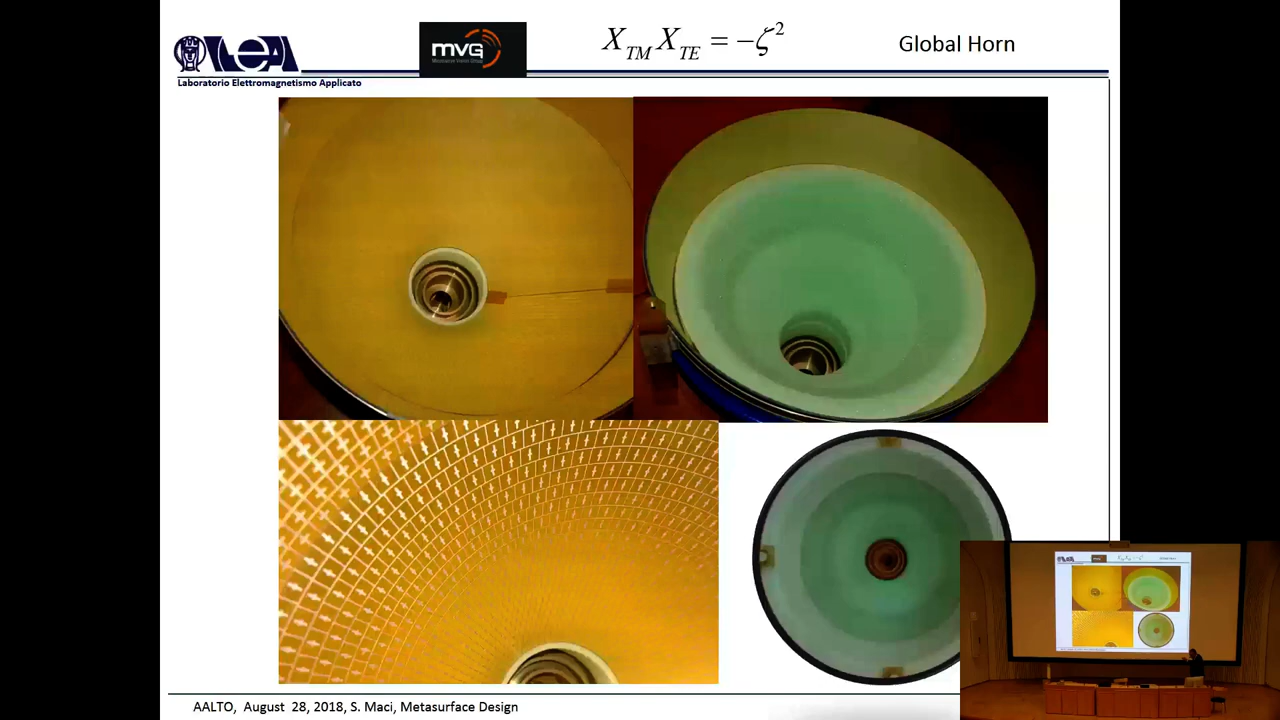 LEA
Laboratorio Elettromagnetismo Applicato
mvg
X_TM X_TE = −ζ²
Global Horn
AALTO, August 28, 2018, S. Maci, Metasurface Design